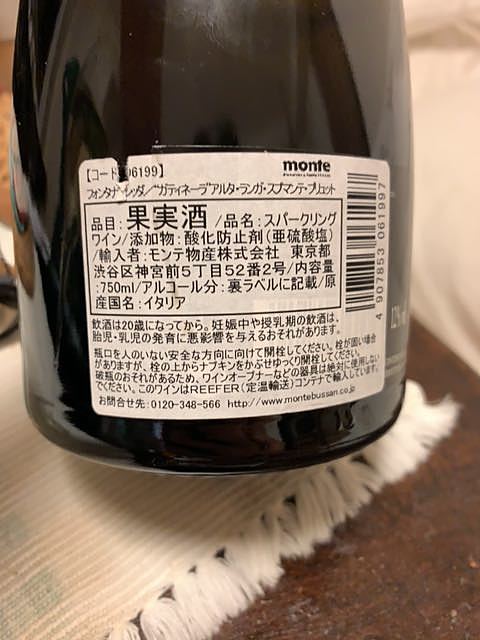 【コード 06199】
monte
フォンタナフレッダ/"ガティネーラ"アルタ・ランガ・スプマンテ・ブリュット
品目:果実酒/品名:スパークリング
ワイン/添加物:酸化防止剤(亜硫酸塩)
/輸入者:モンテ物産株式会社 東京都
渋谷区神宮前5丁目52番2号/内容量
:750ml/アルコール分:裏ラベルに記載/原
産国名:イタリア
飲酒は20歳になってから。妊娠中や授乳期の飲酒は、
胎児・乳児の発育に悪影響を与えるおそれがあります。
瓶口を人のいない安全な方向に向けて開栓してください。栓が固い場合
がありますが、栓の上からナプキンをかぶせゆっくり開栓してください。
破瓶のおそれがあるため、ワインオープナーなどの器具は絶対に使用しない
でください。このワインはREEFER(定温輸送)コンテナで輸入しています。
お問合せ先:0120-348-566 http://www.montebussan.co.jp
4 907853 061997
12%